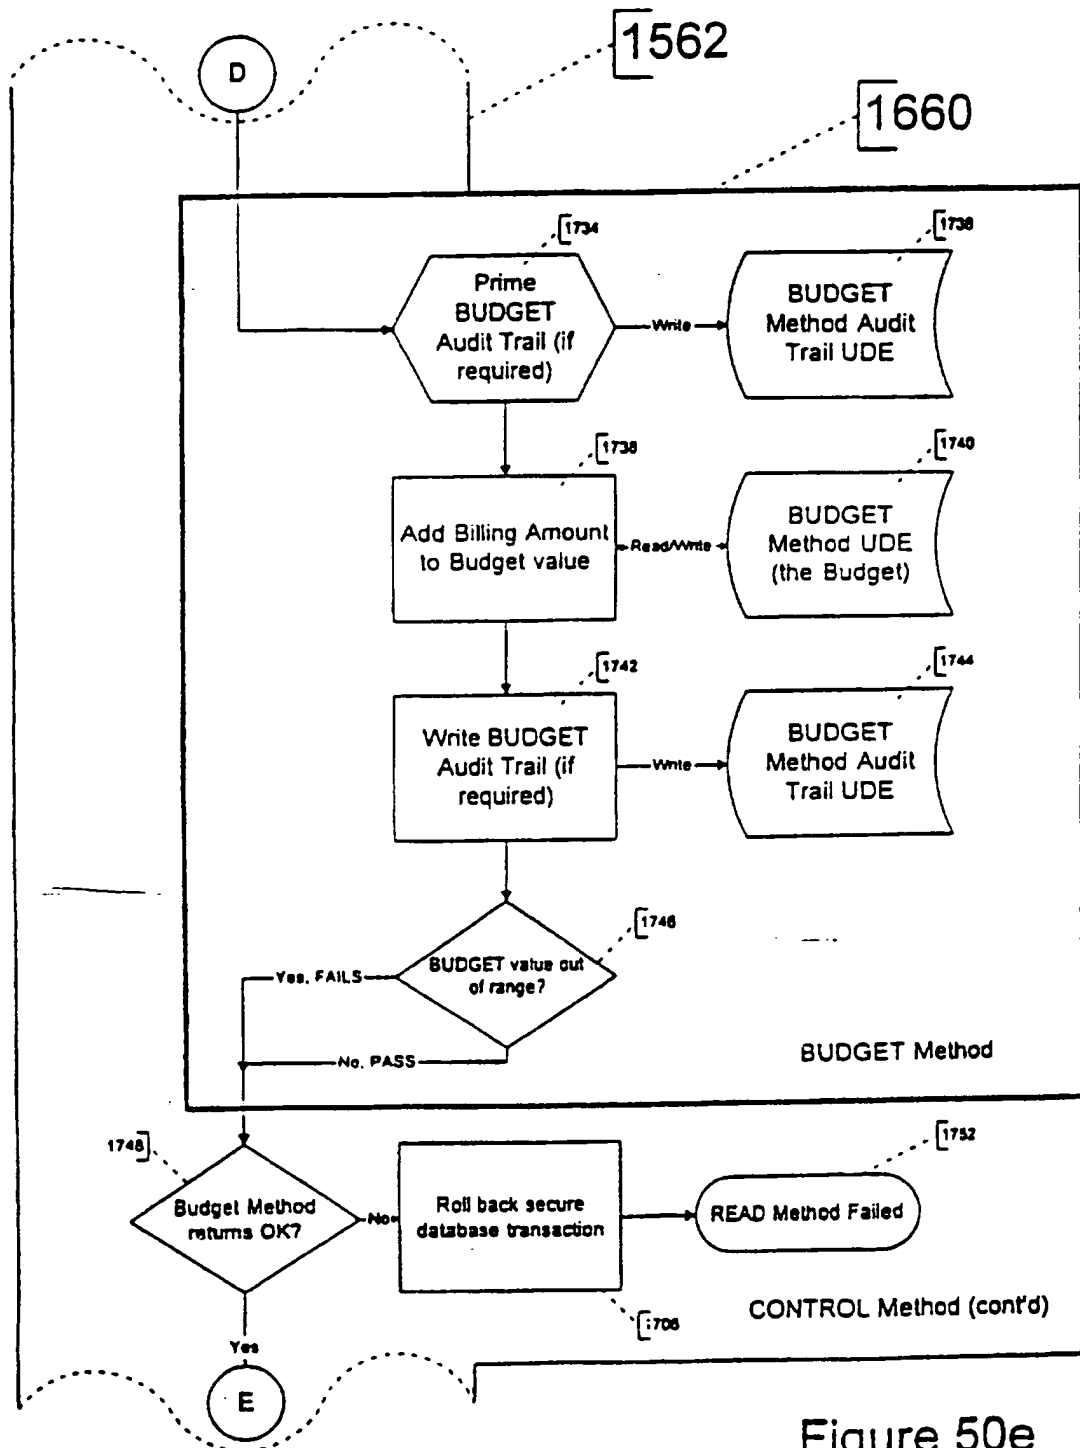 D
1562
1660
1734
Prime
BUDGET
Audit Trail (if
required)
Write
1736
BUDGET
Method Audit
Trail UDE
1738
Add Billing Amount
to Budget value
Read/Write
1740
BUDGET
Method UDE
(the Budget)
1742
Write BUDGET
Audit Trail (if
required)
Write
1744
BUDGET
Method Audit
Trail UDE
1746
BUDGET value out
of range?
Yes, FAILS
No, PASS
BUDGET Method
1748
Budget Method
returns OK?
No
Roll back secure
database transaction
1752
READ Method Failed
CONTROL Method (cont'd)
Yes
E
Figure 50e